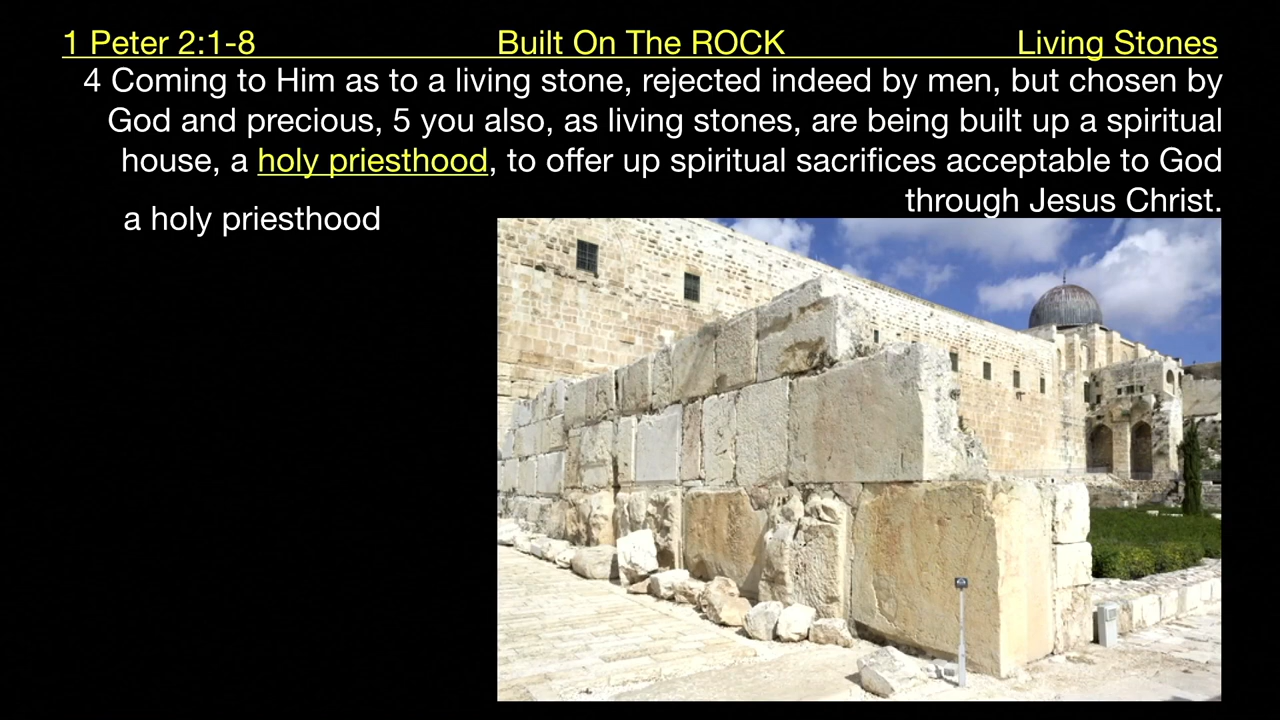 1 Peter 2:1-8 Built On The ROCK Living Stones
4 Coming to Him as to a living stone, rejected indeed by men, but chosen by
God and precious, 5 you also, as living stones, are being built up a spiritual
house, a holy priesthood, to offer up spiritual sacrifices acceptable to God
through Jesus Christ.
a holy priesthood